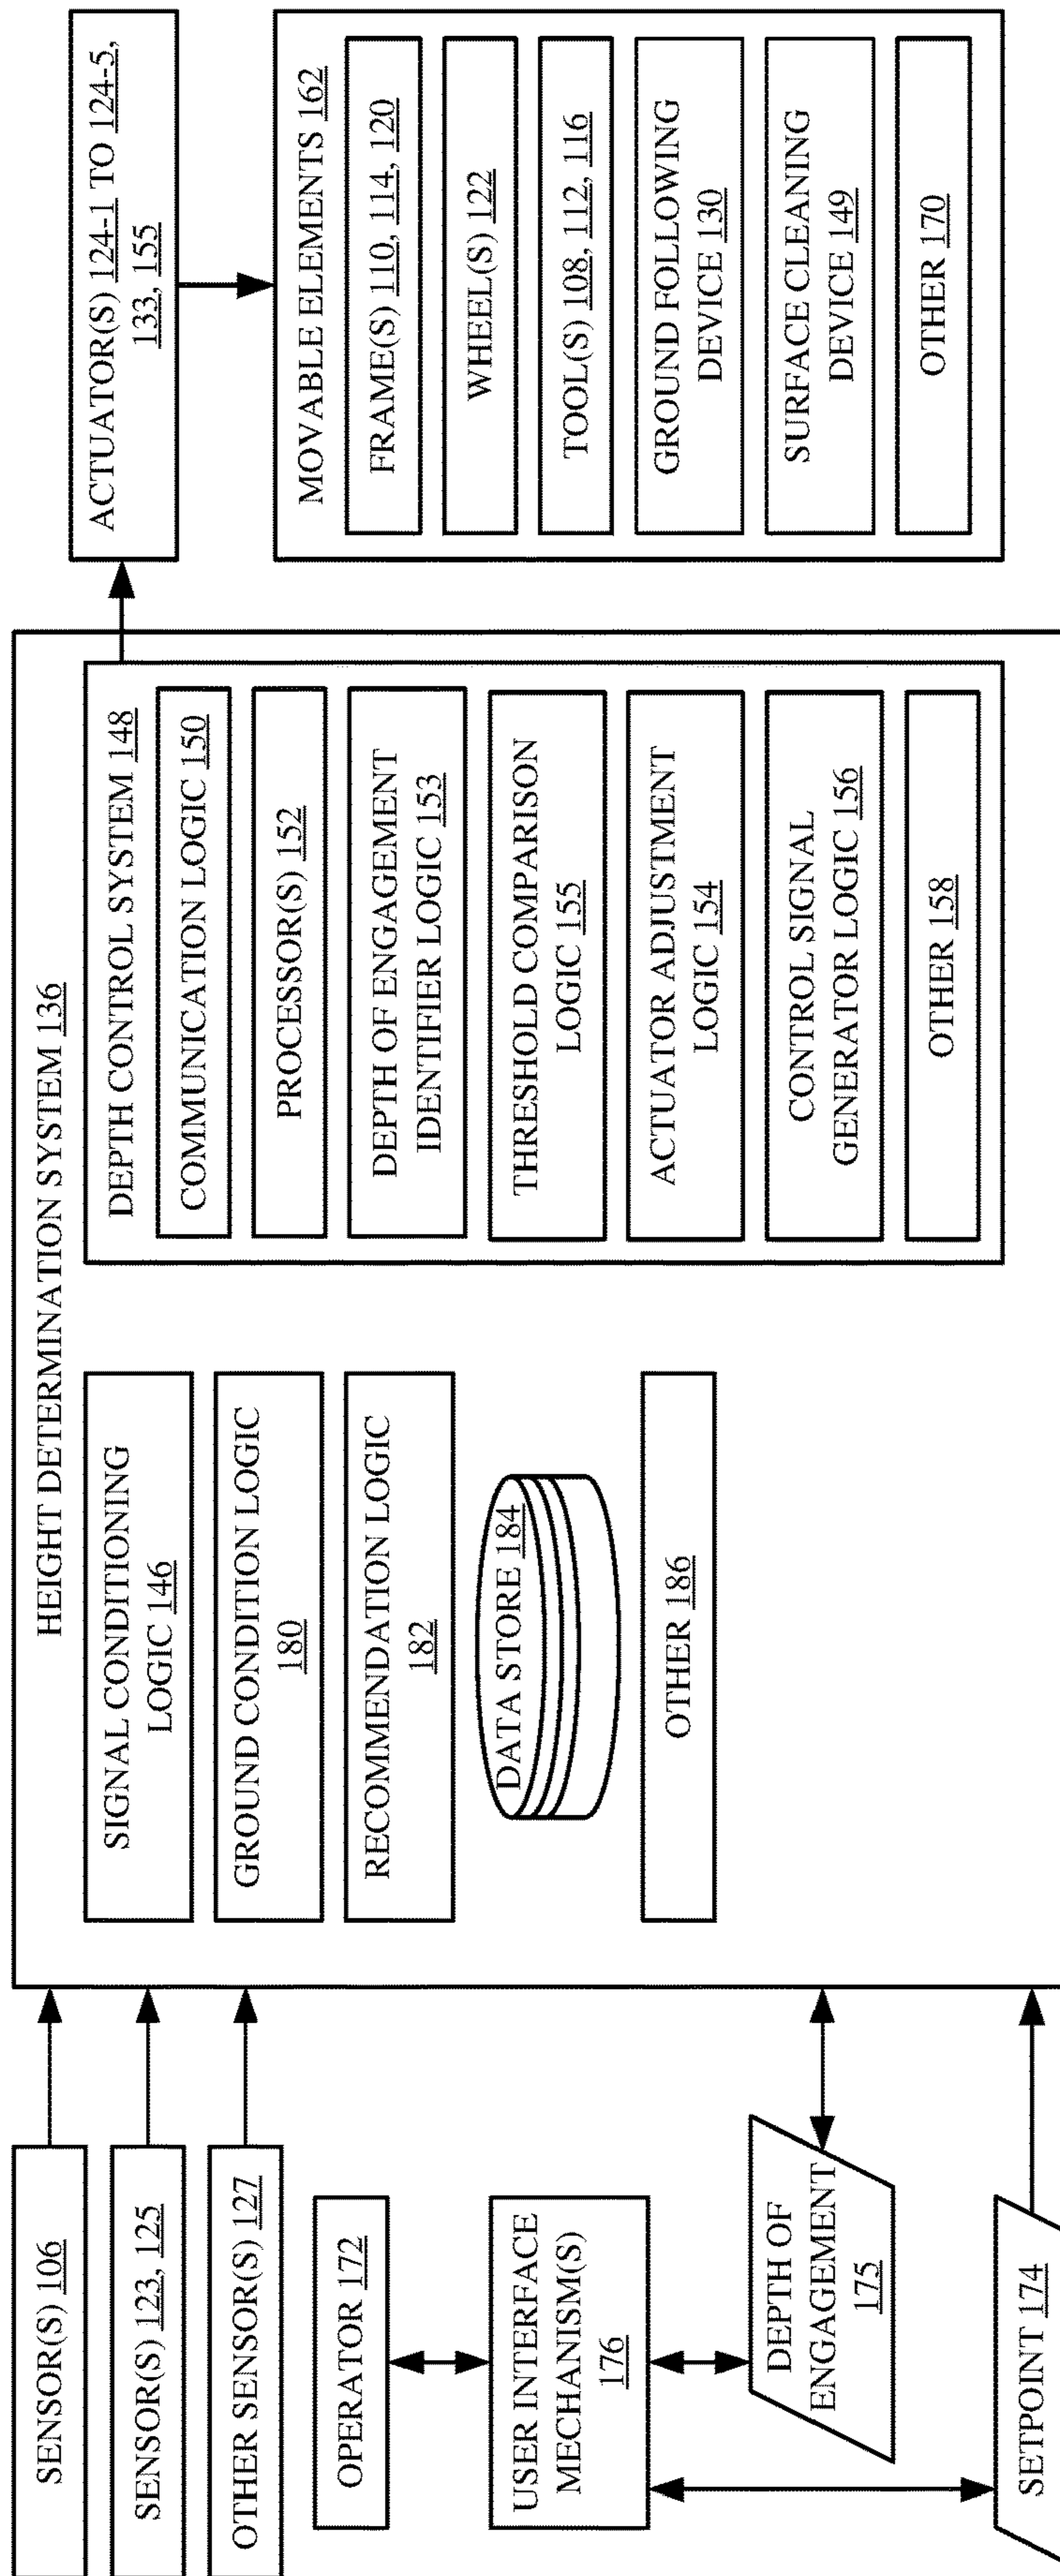 SENSOR(S) 106
SENSOR(S) 123, 125
OTHER SENSOR(S) 127
OPERATOR 172
USER INTERFACE
MECHANISM(S)
176
DEPTH OF
ENGAGEMENT
175
SETPOINT 174
HEIGHT DETERMINATION SYSTEM 136
SIGNAL CONDITIONING
LOGIC 146
GROUND CONDITION LOGIC
180
RECOMMENDATION LOGIC
182
DATA STORE 184
OTHER 186
DEPTH CONTROL SYSTEM 148
COMMUNICATION LOGIC 150
PROCESSOR(S) 152
DEPTH OF ENGAGEMENT
IDENTIFIER LOGIC 153
THRESHOLD COMPARISON
LOGIC 155
ACTUATOR ADJUSTMENT
LOGIC 154
CONTROL SIGNAL
GENERATOR LOGIC 156
OTHER 158
ACTUATOR(S) 124-1 TO 124-5,
133, 155
MOVABLE ELEMENTS 162
FRAME(S) 110, 114, 120
WHEEL(S) 122
TOOL(S) 108, 112, 116
GROUND FOLLOWING
DEVICE 130
SURFACE CLEANING
DEVICE 149
OTHER 170